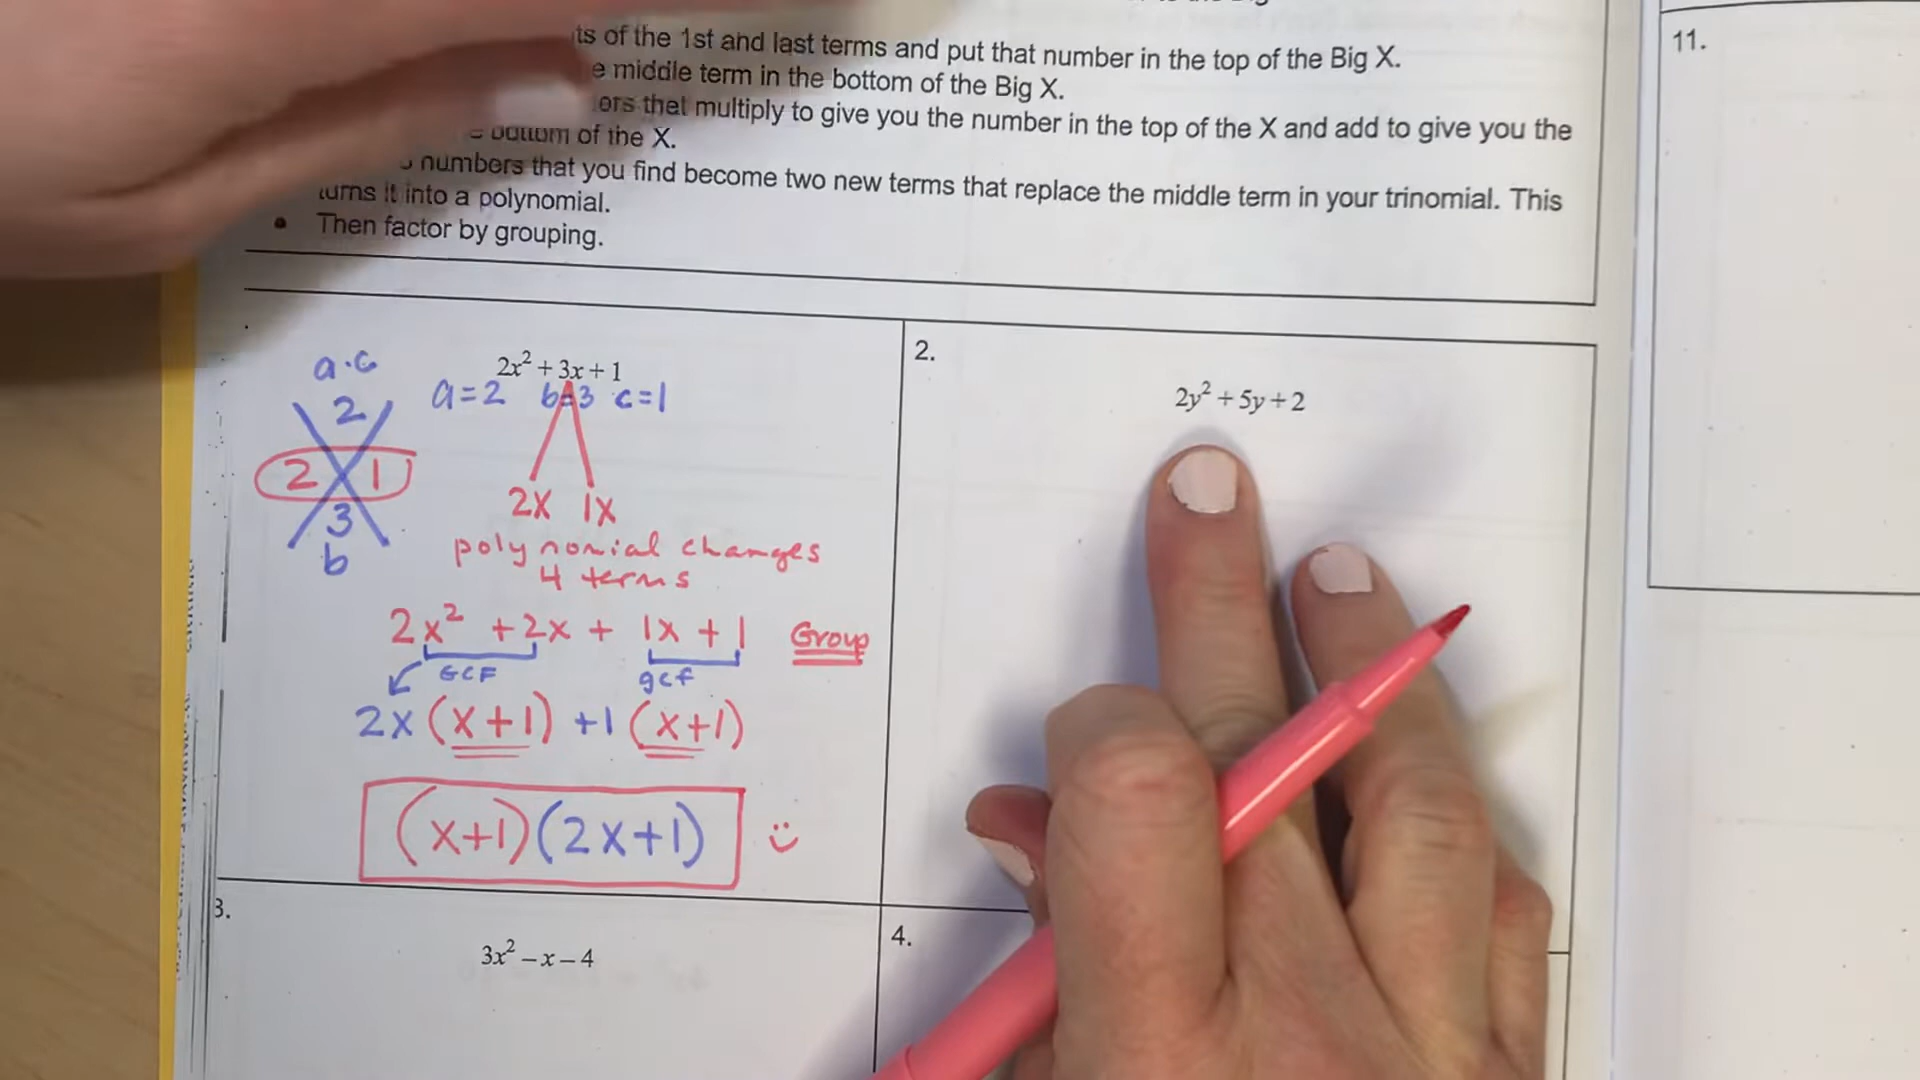 ts of the 1st and last terms and put that number in the top of the Big X.
e middle term in the bottom of the Big X.
ors that multiply to give you the number in the top of the X and add to give you the
bottom of the X.
numbers that you find become two new terms that replace the middle term in your trinomial. This
turns it into a polynomial.
• Then factor by grouping.
2x² + 3x + 1
a·c
a=2 b=3 c=1
2
2 1
3
b
2x 1x
polynomial changes
4 terms
2x² + 2x + 1x + 1 Group
GCF gcf
2x (x+1) +1 (x+1)
(x+1)(2x+1)
2.
2y² + 5y + 2
3.
3x² – x – 4
4.
11.